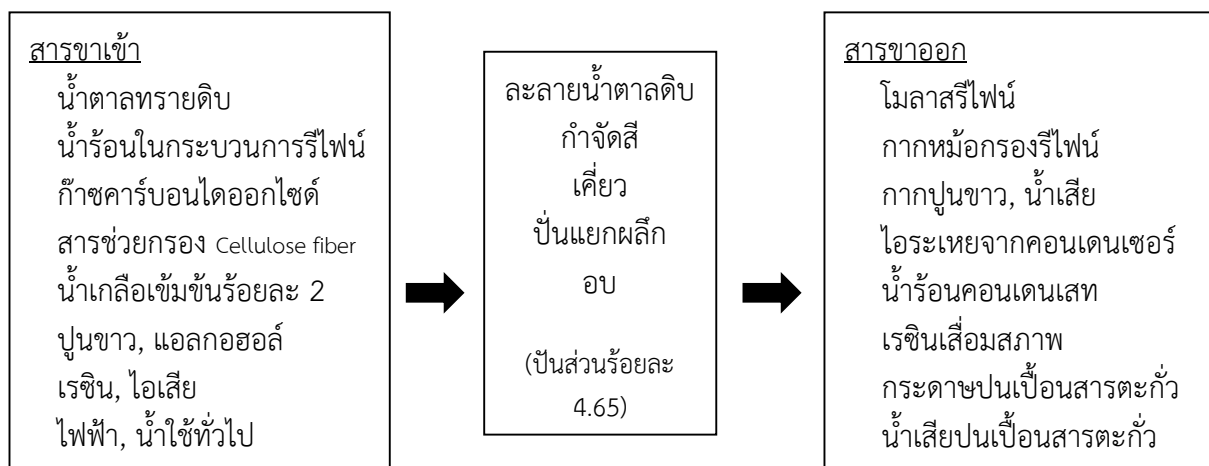 สารขาเข้า
น้ำตาลทรายดิบ
น้ำร้อนในกระบวนการรีไฟน์
ก๊าซคาร์บอนไดออกไซด์
สารช่วยกรอง Cellulose fiber
น้ำเกลือเข้มข้นร้อยละ 2
ปูนขาว, แอลกอฮอล์
เรซิน, ไอเสีย
ไฟฟ้า, น้ำใช้ทั่วไป
ละลายน้ำตาลดิบ
กำจัดสี
เคี่ยว
ปั่นแยกผลึก
อบ
(ปันส่วนร้อยละ
4.65)
สารขาออก
โมลาสรีไฟน์
กากหม้อกรองรีไฟน์
กากปูนขาว, น้ำเสีย
ไอระเหยจากคอนเดนเซอร์
น้ำร้อนคอนเดนเสท
เรซินเสื่อมสภาพ
กระดาษปนเปื้อนสารตะกั่ว
น้ำเสียปนเปื้อนสารตะกั่ว